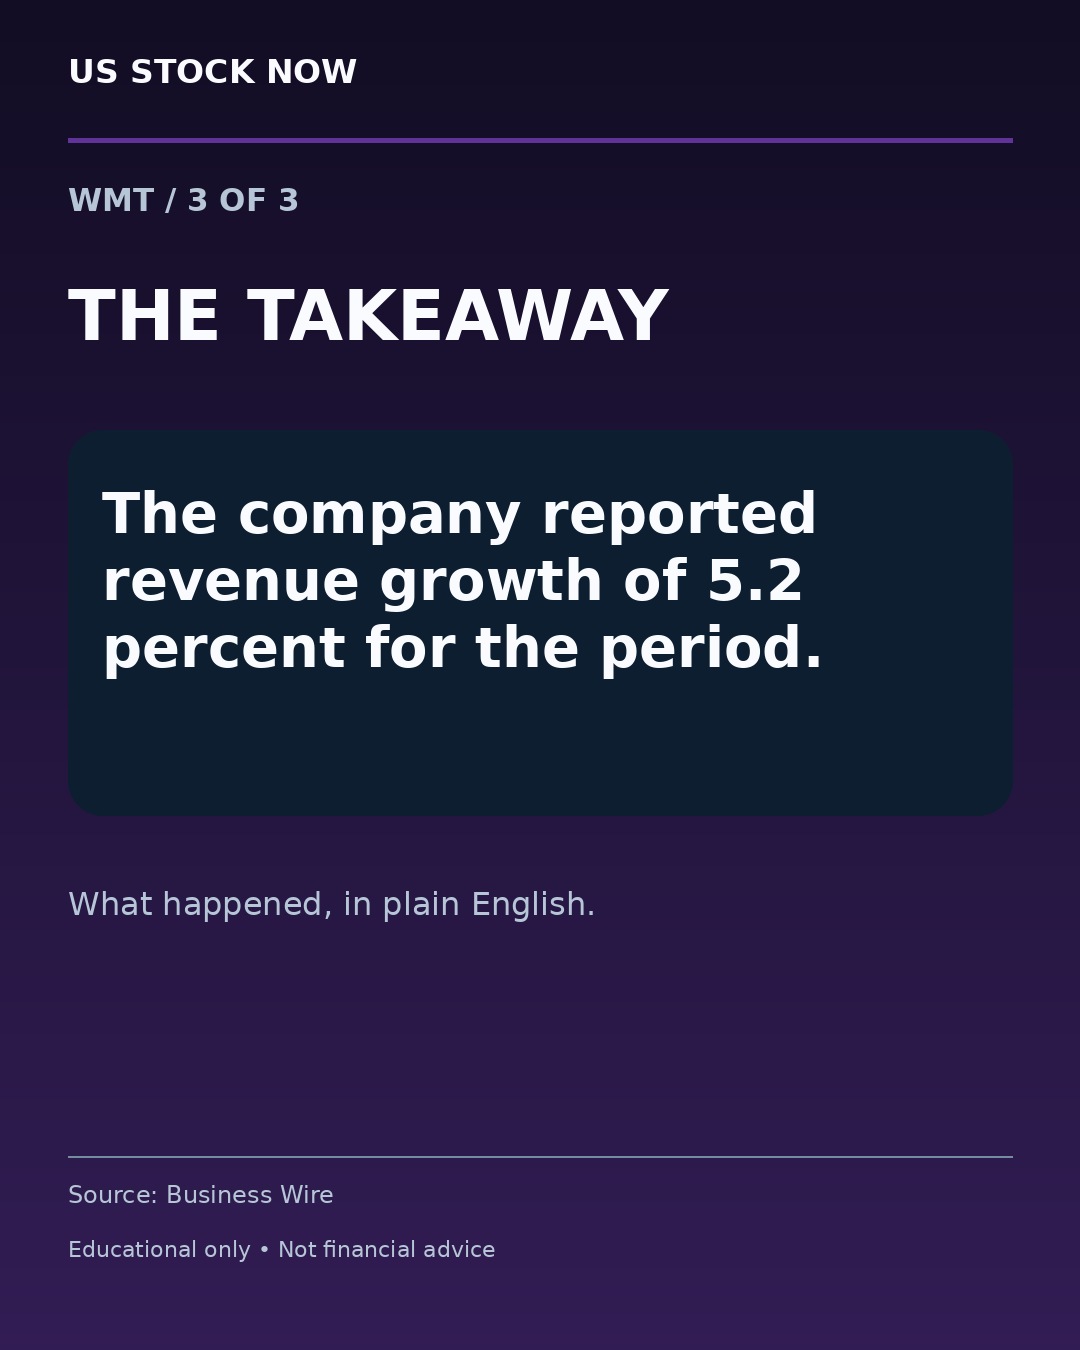 US STOCK NOW
WMT / 3 OF 3
THE TAKEAWAY
The company reported
revenue growth of 5.2
percent for the period.
What happened, in plain English.
Source: Business Wire
Educational only • Not financial advice